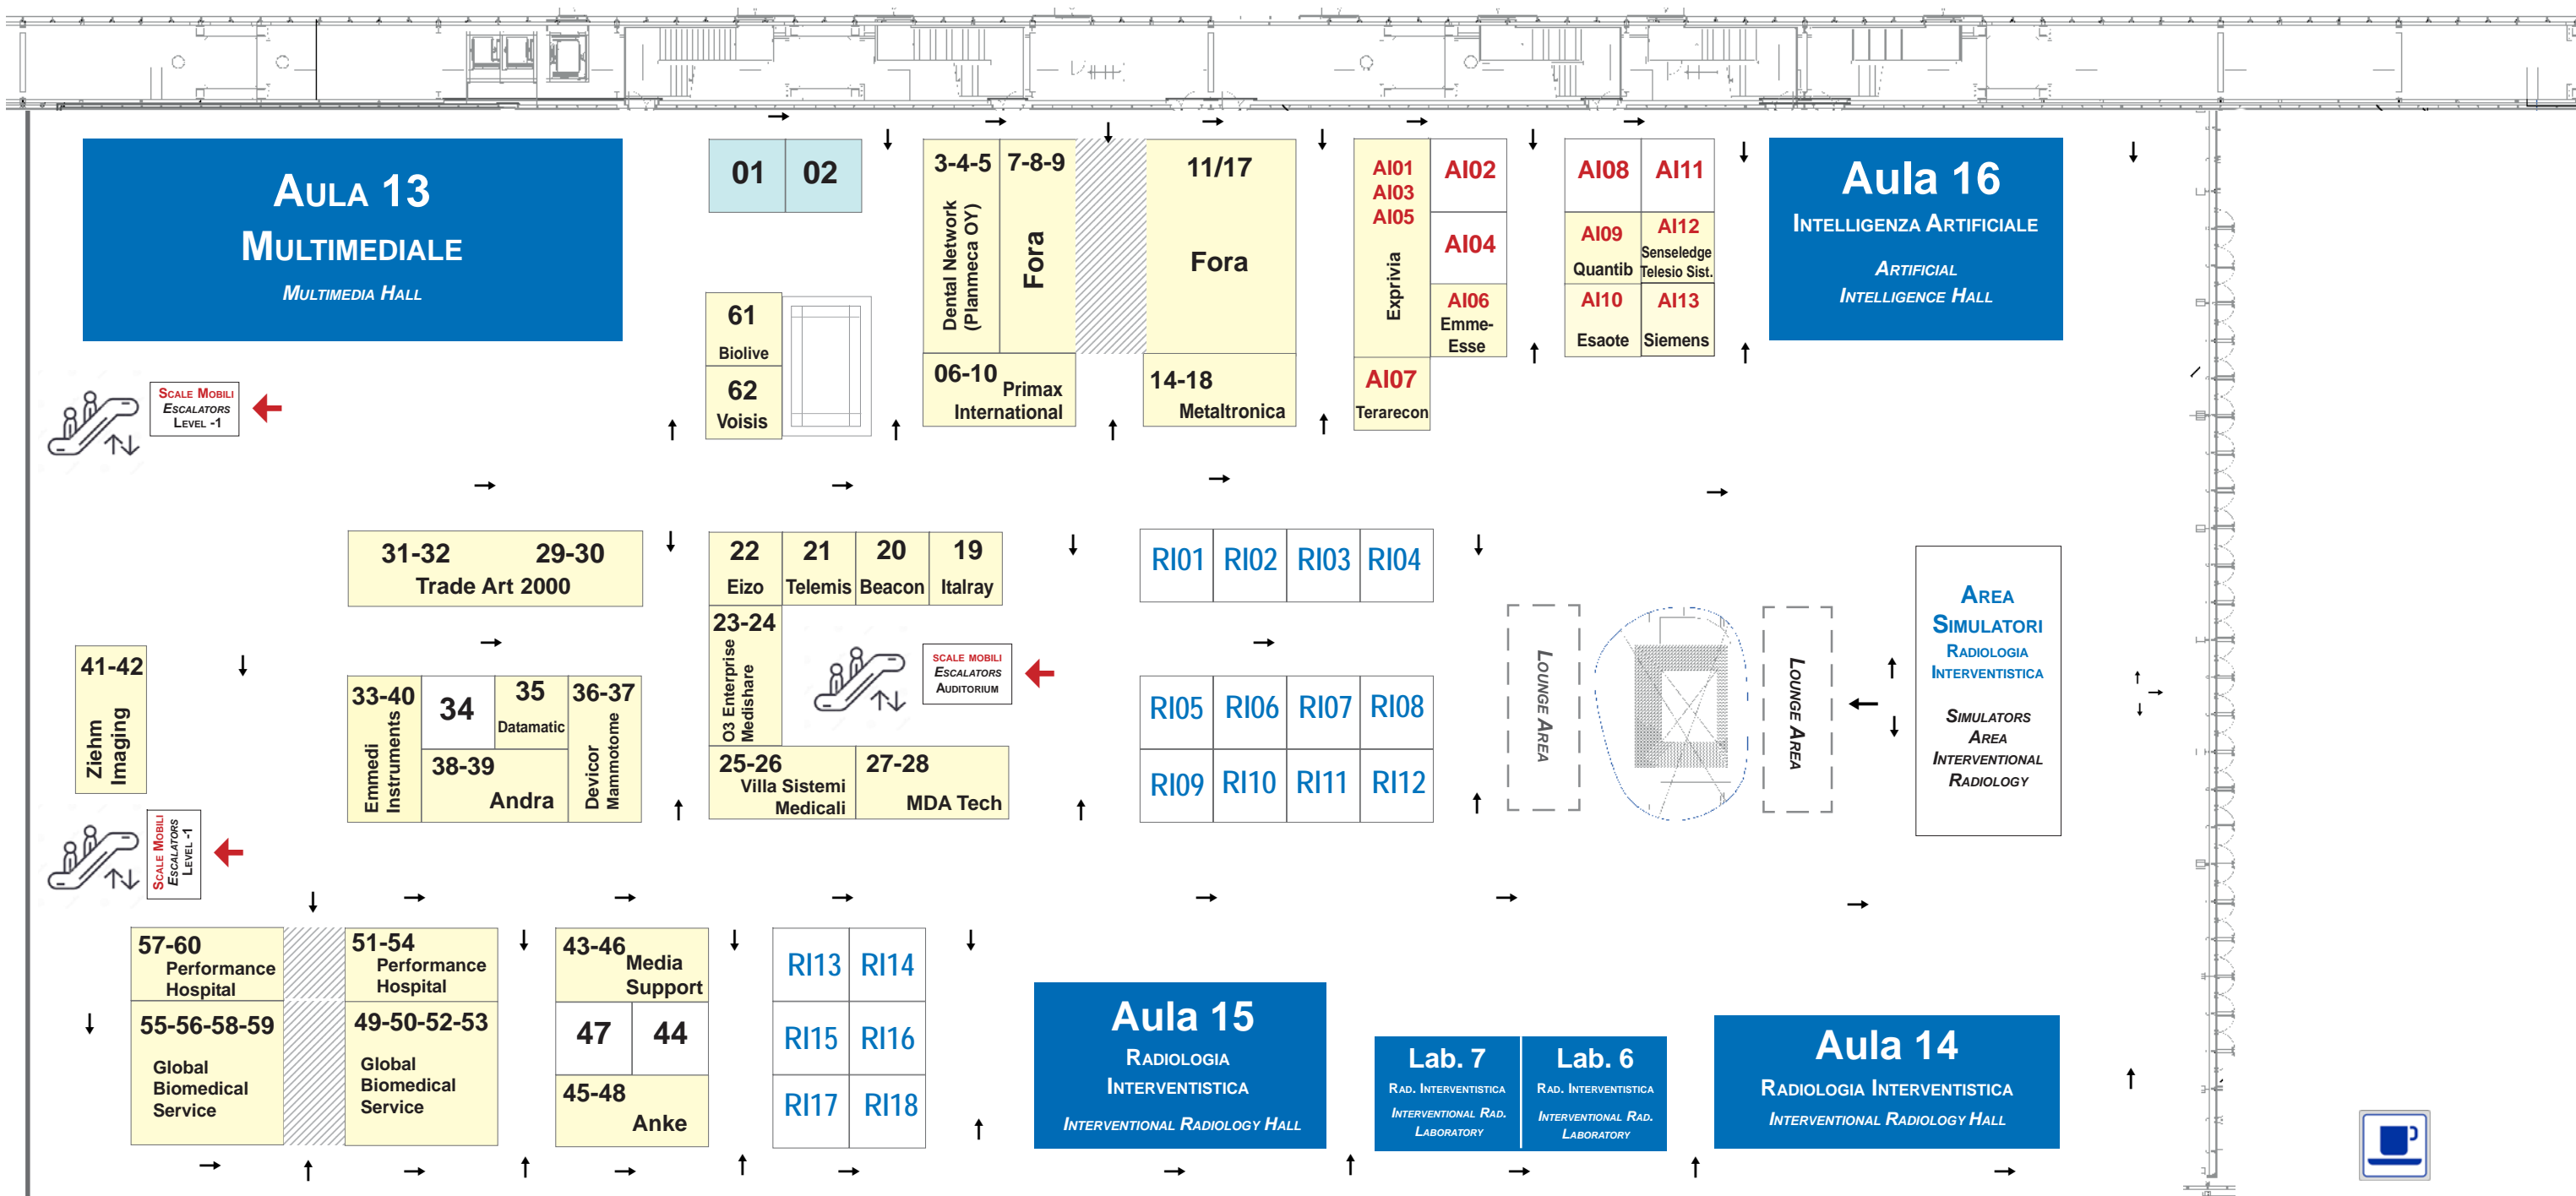 Aula 13
Multimediale
Multimedia Hall
01
02
3-4-5
Dental Network
(Planmeca OY)
7-8-9
Fora
11/17
Fora
AI01
AI03
AI05
Exprivia
AI02
AI04
AI06
Emme-
Esse
AI07
Terarecon
AI08
AI11
AI09
Quantib
AI12
Senseledge
Telesio Sist.
AI10
Esaote
AI13
Siemens
Aula 16
Intelligenza Artificiale
Artificial
Intelligence Hall
61
Biolive
62
Voisis
06-10
Primax
International
14-18
Metaltronica
Scale Mobili
Escalators
Level -1
31-32
29-30
Trade Art 2000
22
Eizo
21
Telemis
20
Beacon
19
Italray
RI01
RI02
RI03
RI04
23-24
O3 Enterprise
Medishare
scale mobili
Escalators
Auditorium
41-42
Ziehm
Imaging
33-40
Emmedi
Instruments
34
35
Datamatic
36-37
Devicor
Mammotome
38-39
Andra
25-26
Villa Sistemi
Medicali
27-28
MDA Tech
RI05
RI06
RI07
RI08
RI09
RI10
RI11
RI12
Lounge Area
Lounge Area
Area
Simulatori
Radiologia
Interventistica
Simulators
Area
Interventional
Radiology
Scale Mobili
Escalators
Level -1
57-60
Performance
Hospital
51-54
Performance
Hospital
43-46
Media
Support
55-56-58-59
Global
Biomedical
Service
49-50-52-53
Global
Biomedical
Service
47
44
45-48
Anke
RI13
RI14
RI15
RI16
RI17
RI18
Aula 15
Radiologia
Interventistica
Interventional Radiology Hall
Lab. 7
Rad. Interventistica
Interventional Rad.
Laboratory
Lab. 6
Rad. Interventistica
Interventional Rad.
Laboratory
Aula 14
Radiologia Interventistica
Interventional Radiology Hall